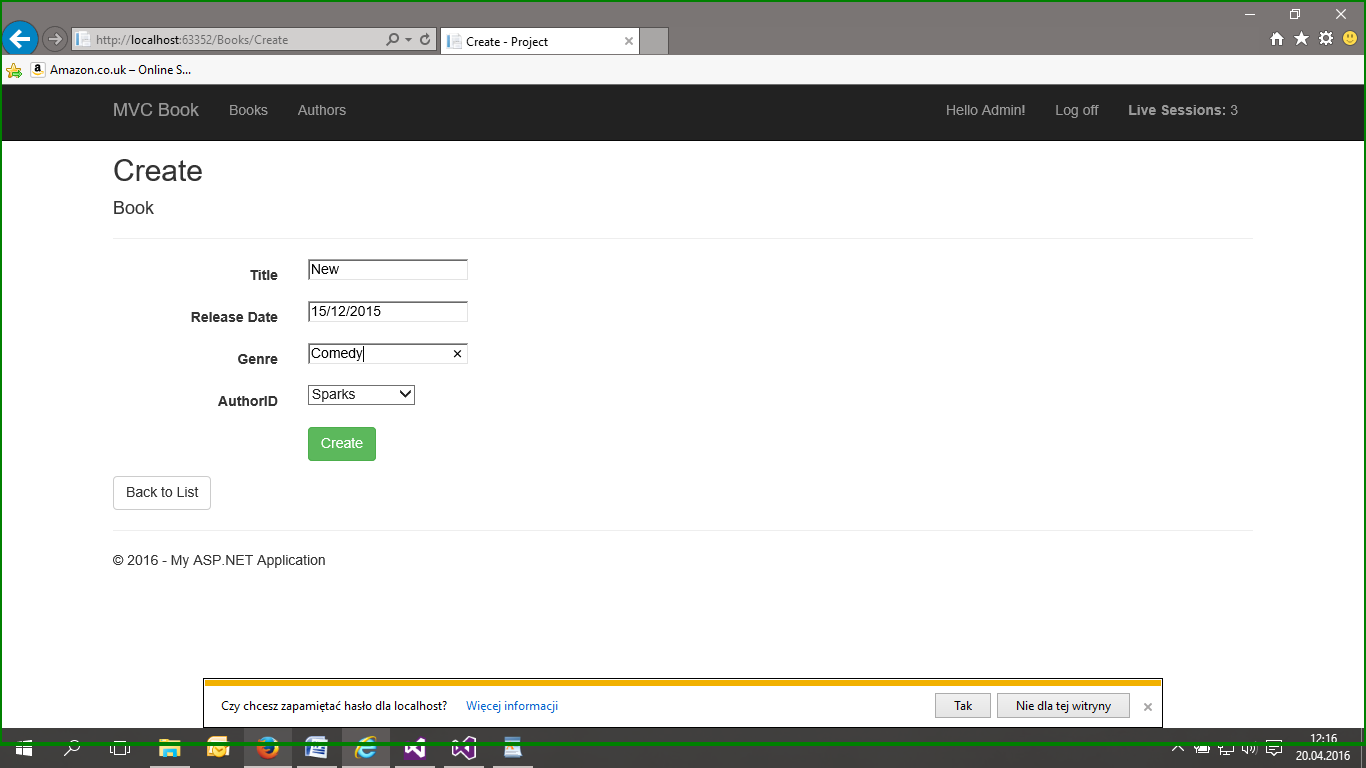 http://localhost:63352/Books/Create
Create - Project
Amazon.co.uk – Online S...
MVC Book Books Authors Hello Admin! Log off Live Sessions: 3
Create
Book
Title New
Release Date 15/12/2015
Genre Comedy
AuthorID Sparks
Create
Back to List
© 2016 - My ASP.NET Application
Czy chcesz zapamiętać hasło dla localhost? Więcej informacji Tak Nie dla tej witryny
12:16
20.04.2016